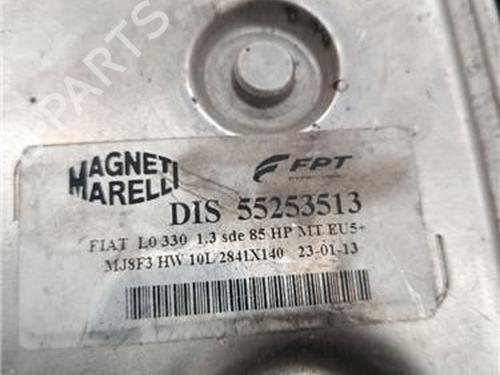 MAGNETI
MARELLI
FPT
DIS 55253513
FIAT L0 330 1.3 sde 85 HP MT EU5+
MJ8F3 HW 10L 2841X140 23-01-13
PARTS